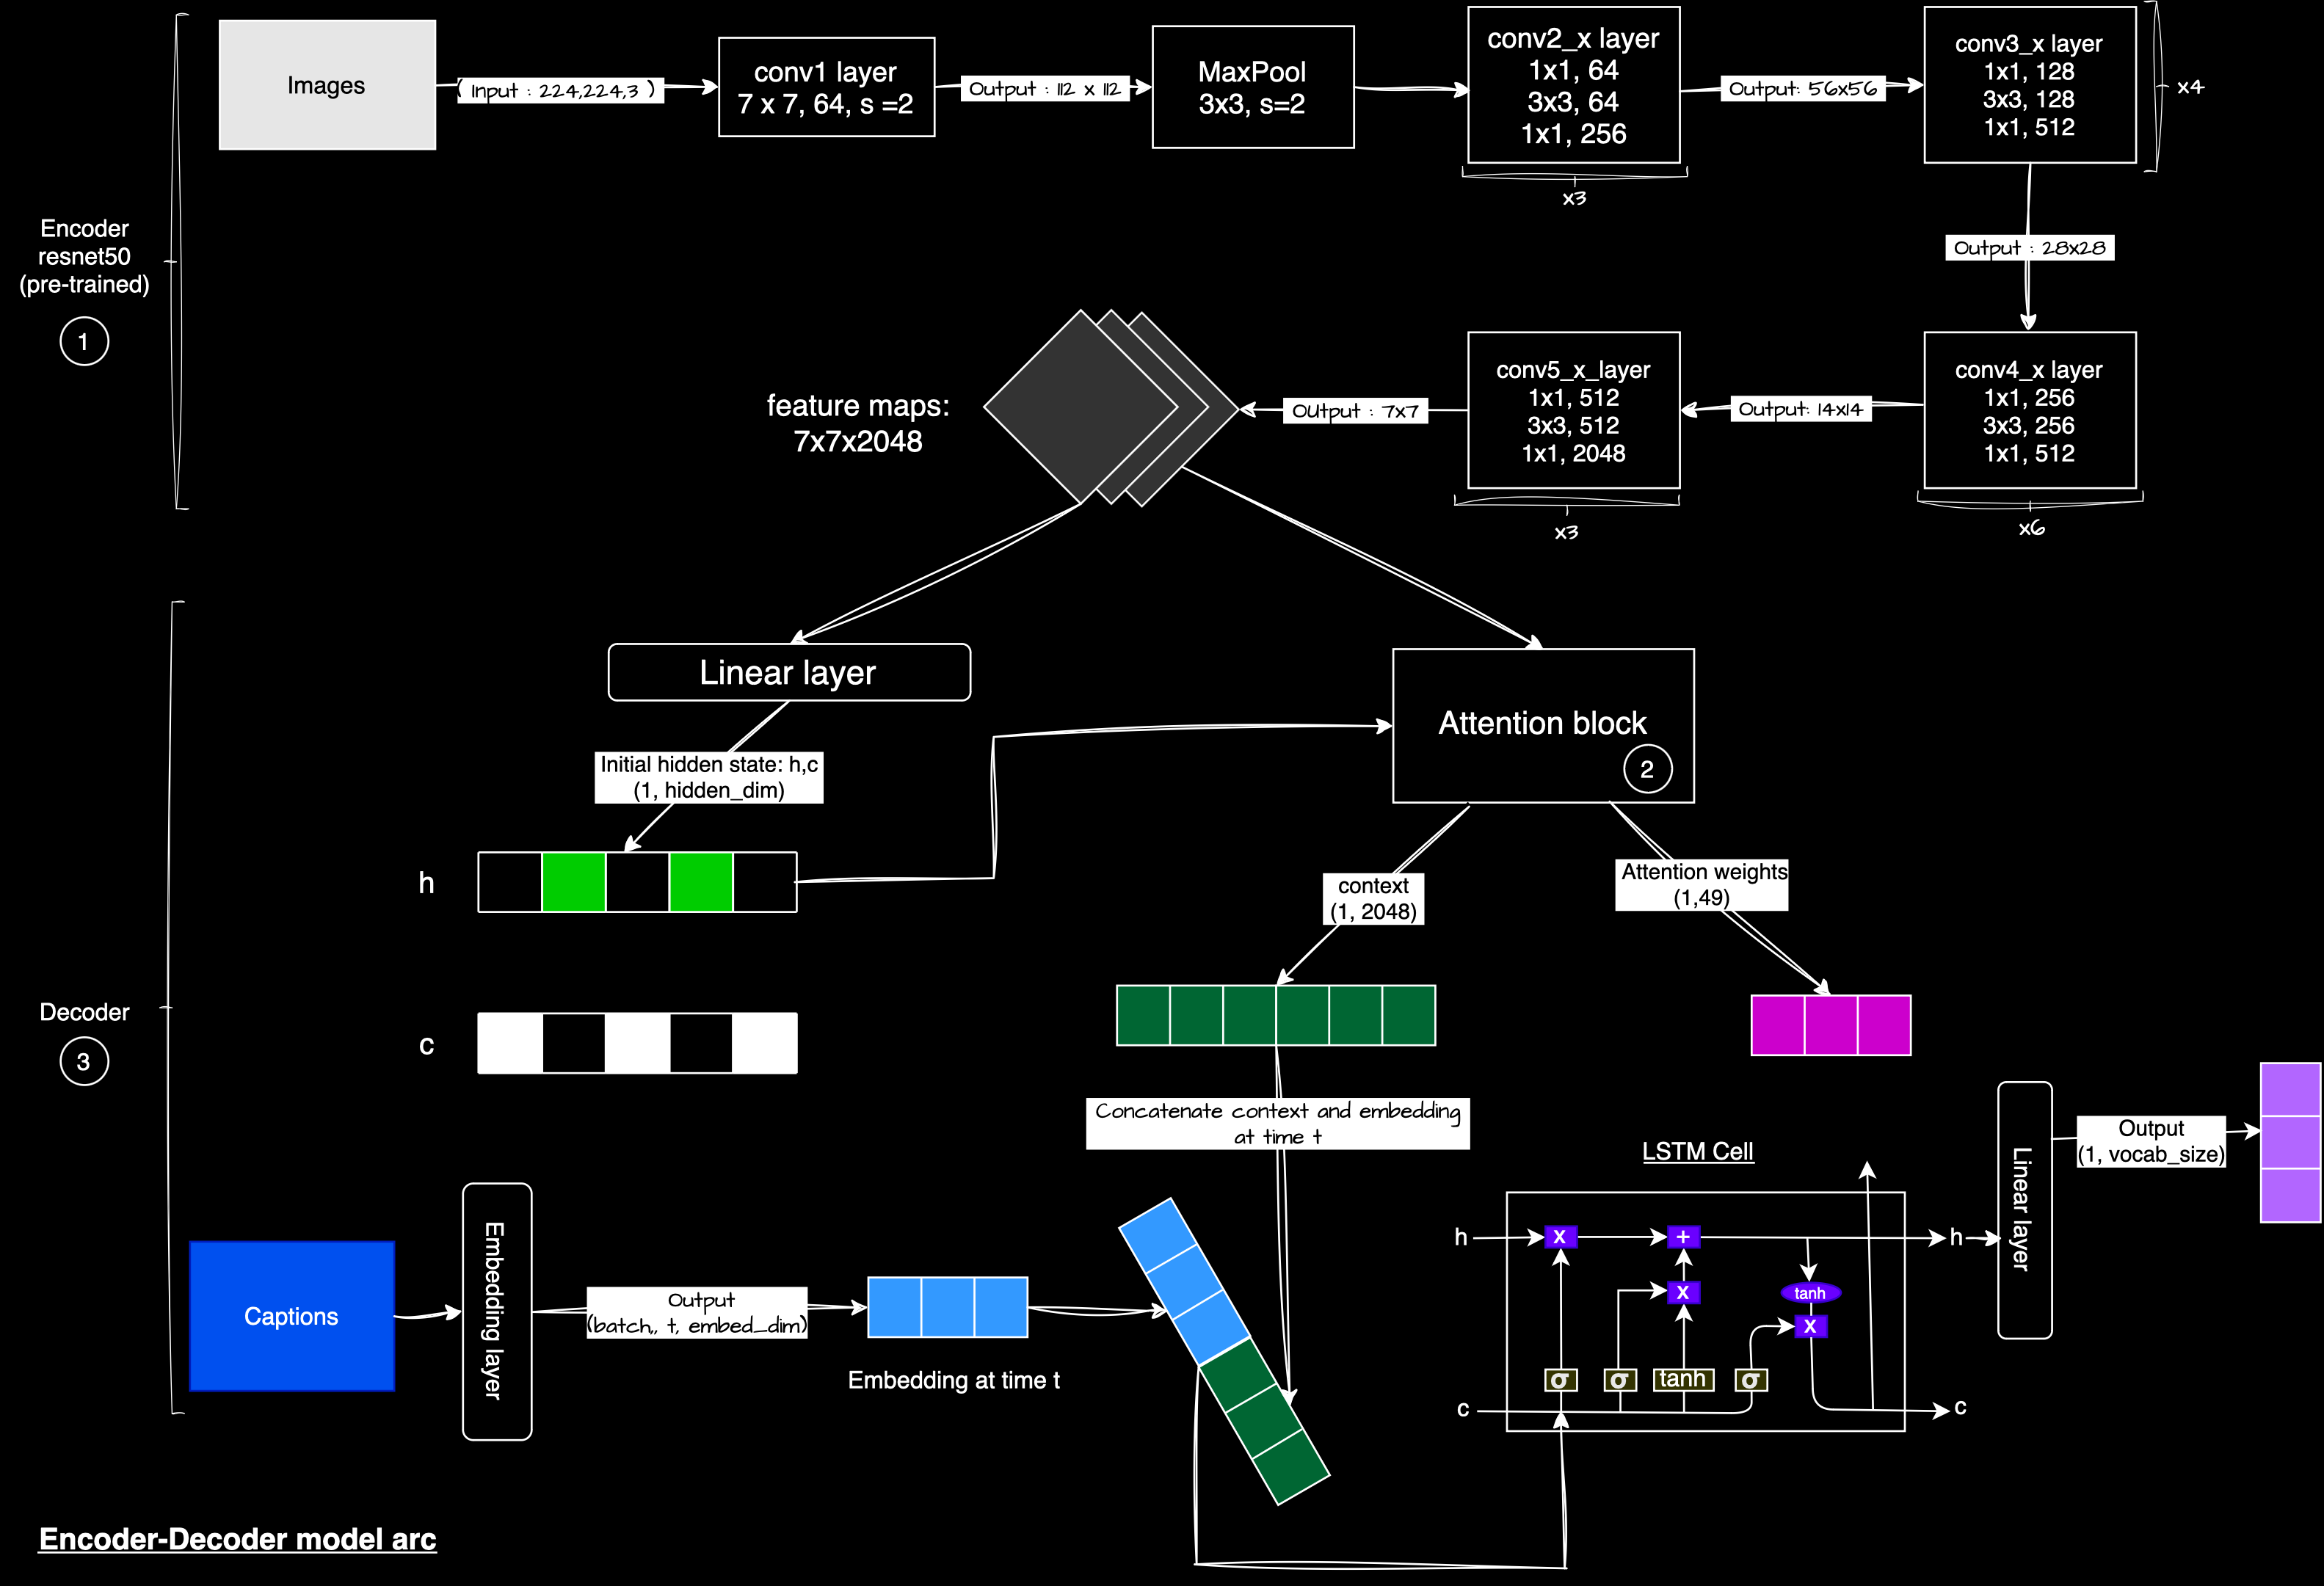 Images
( Input : 224,224,3 )
conv1 layer
7 x 7, 64, s =2
Output : 112 x 112
MaxPool
3x3, s=2
conv2_x layer
1x1, 64
3x3, 64
1x1, 256
x3
Output: 56x56
conv3_x layer
1x1, 128
3x3, 128
1x1, 512
x4
Encoder
resnet50
(pre-trained)
1
Output : 28x28
feature maps:
7x7x2048
OUtput : 7x7
conv5_x_layer
1x1, 512
3x3, 512
1x1, 2048
x3
Output: 14x14
conv4_x layer
1x1, 256
3x3, 256
1x1, 512
x6
Linear layer
Attention block
2
Initial hidden state: h,c
(1, hidden_dim)
h
context
(1, 2048)
Attention weights
(1,49)
Decoder
3
c
Concatenate context and embedding
at time t
LSTM Cell
h
x
+
h
x
tanh
x
σ
σ
tanh
σ
c
c
Linear layer
Output
(1, vocab_size)
Captions
Embedding layer
Output
(batch,, t, embed_dim)
Embedding at time t
Encoder-Decoder model arc